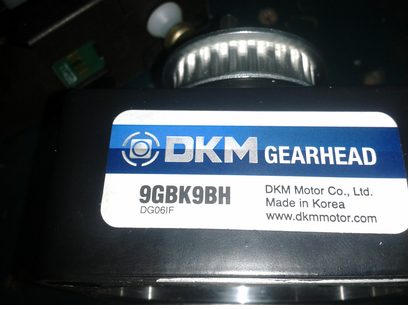 DKM GEARHEAD
9GBK9BH
DG06IF
DKM Motor Co., Ltd.
Made in Korea
www.dkmmotor.com